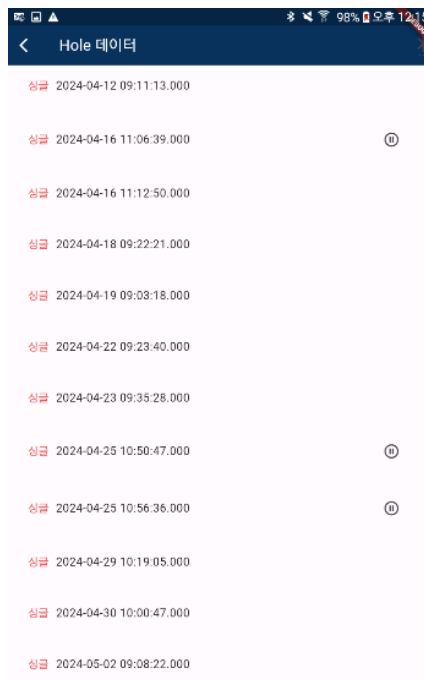 98% 오후 12:15
Hole 데이터
싱글 2024-04-12 09:11:13.000
싱글 2024-04-16 11:06:39.000
싱글 2024-04-16 11:12:50.000
싱글 2024-04-18 09:22:21.000
싱글 2024-04-19 09:03:18.000
싱글 2024-04-22 09:23:40.000
싱글 2024-04-23 09:35:28.000
싱글 2024-04-25 10:50:47.000
싱글 2024-04-25 10:56:36.000
싱글 2024-04-29 10:19:05.000
싱글 2024-04-30 10:00:47.000
싱글 2024-05-02 09:08:22.000